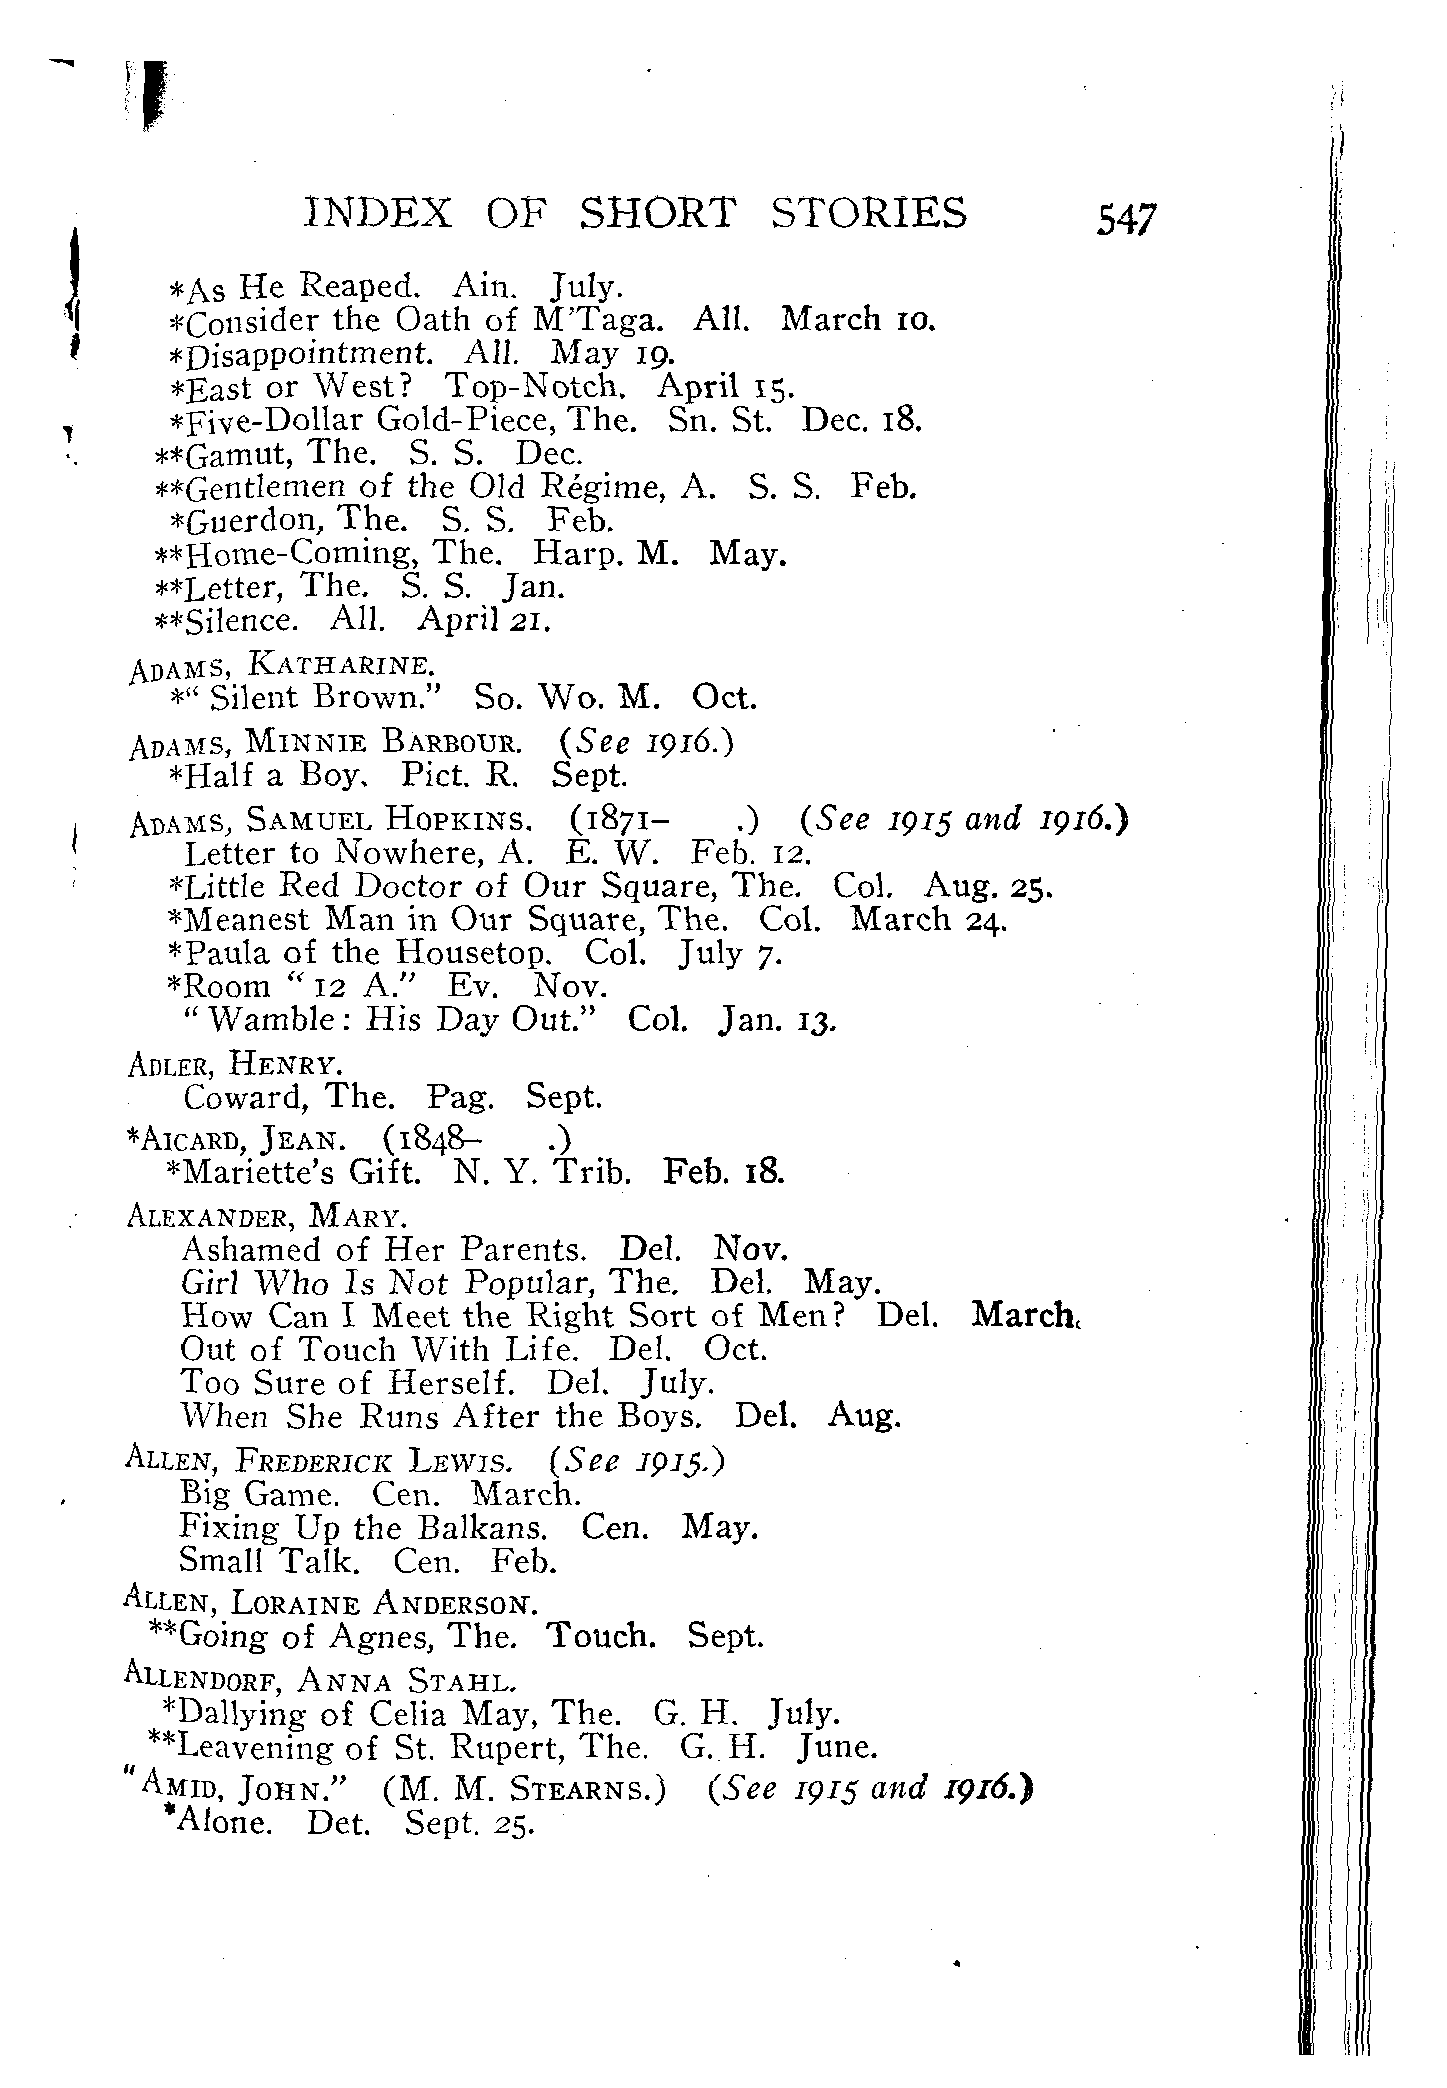 INDEX OF SHORT STORIES 547
*As He Reaped. Ain. July.
*Consider the Oath of M'Taga. All. March 10.
*Disappointment. All. May 19.
*East or West? Top-Notch. April 15.
*Five-Dollar Gold-Piece, The. Sn. St. Dec. 18.
**Gamut, The. S. S. Dec.
**Gentlemen of the Old Régime, A. S. S. Feb.
*Guerdon, The. S. S. Feb.
**Home-Coming, The. Harp. M. May.
**Letter, The. S. S. Jan.
**Silence. All. April 21.
ADAMS, KATHARINE.
*“ Silent Brown.” So. Wo. M. Oct.
ADAMS, MINNIE BARBOUR. (See 1916.)
*Half a Boy. Pict. R. Sept.
ADAMS, SAMUEL HOPKINS. (1871– .) (See 1915 and 1916.)
Letter to Nowhere, A. E. W. Feb. 12.
*Little Red Doctor of Our Square, The. Col. Aug. 25.
*Meanest Man in Our Square, The. Col. March 24.
*Paula of the Housetop. Col. July 7.
*Room “ 12 A.” Ev. Nov.
“ Wamble: His Day Out.” Col. Jan. 13.
ADLER, HENRY.
Coward, The. Pag. Sept.
*AICARD, JEAN. (1848– .)
*Mariette's Gift. N. Y. Trib. Feb. 18.
ALEXANDER, MARY.
Ashamed of Her Parents. Del. Nov.
Girl Who Is Not Popular, The. Del. May.
How Can I Meet the Right Sort of Men? Del. March.
Out of Touch With Life. Del. Oct.
Too Sure of Herself. Del. July.
When She Runs After the Boys. Del. Aug.
ALLEN, FREDERICK LEWIS. (See 1915.)
Big Game. Cen. March.
Fixing Up the Balkans. Cen. May.
Small Talk. Cen. Feb.
ALLEN, LORAINE ANDERSON.
**Going of Agnes, The. Touch. Sept.
ALLENDORF, ANNA STAHL.
*Dallying of Celia May, The. G. H. July.
**Leavening of St. Rupert, The. G. H. June.
“AMID, JOHN.” (M. M. STEARNS.) (See 1915 and 1916.)
*Alone. Det. Sept. 25.